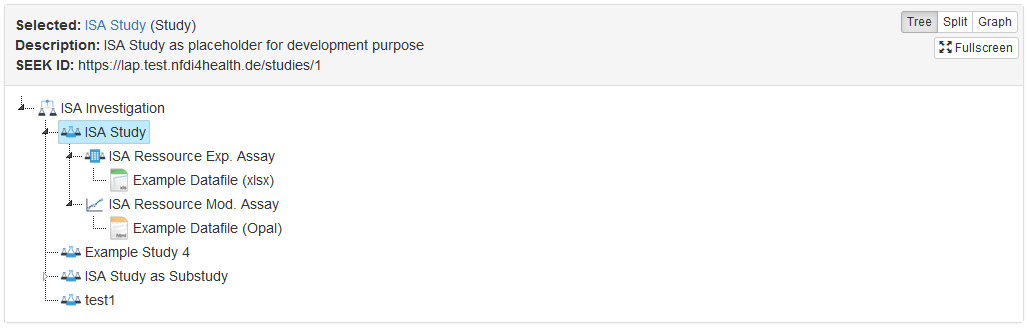 Selected: ISA Study (Study)
Tree Split Graph
Description: ISA Study as placeholder for development purpose
Fullscreen
SEEK ID: https://lap.test.nfdi4health.de/studies/1
ISA Investigation
ISA Study
ISA Ressource Exp. Assay
Example Datafile (xlsx)
ISA Ressource Mod. Assay
Example Datafile (Opal)
Example Study 4
ISA Study as Substudy
test1